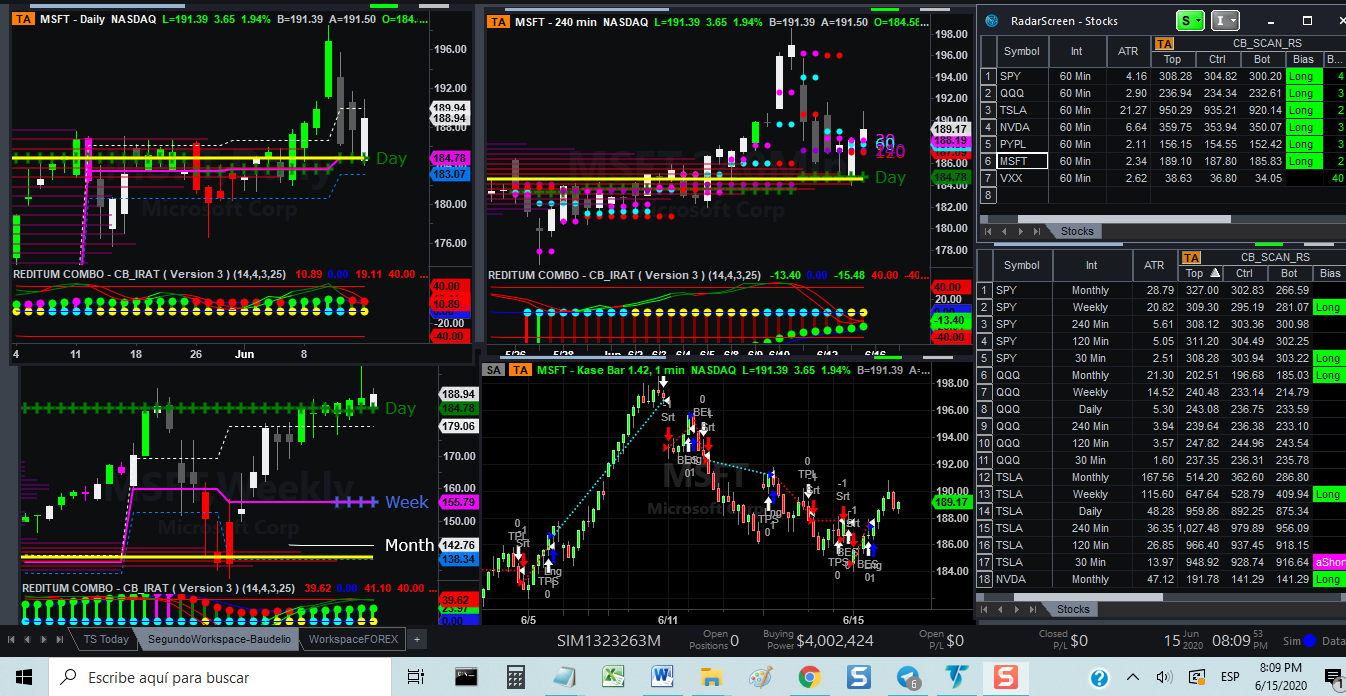 TA MSFT - Daily NASDAQ L=191.39 3.65 1.94% B=191.39 A=191.50 O=184....
196.00
192.00
189.94
188.94
188.00
184.78
183.07
180.00
176.00
Day
Microsoft Corp
REDITUM COMBO - CB_IRAT ( Version 3 ) (14,4,3,25) 10.89 0.00 19.11 40.00 ...
40.00
-20.00
-40.00
4 11 18 26 Jun 8
TA MSFT - 240 min NASDAQ L=191.39 3.65 1.94% B=191.39 A=191.50 O=184.58...
198.00
196.00
194.00
192.00
190.00
189.17
188.19
186.00
184.78
184.00
182.00
180.00
178.00
60
120
Day
Microsoft Corp
REDITUM COMBO - CB_IRAT ( Version 3 ) (14,4,3,25) -13.40 0.00 -15.48 40.00 -40...
40.00
20.00
-13.40
-40.00
5/26 5/28 Jun 6/2 6/3 6/4 6/5 6/8 6/9 6/10 6/12 6/16
188.94
184.78
179.06
170.00
160.00
155.79
150.00
142.76
138.34
Day
Week
Month
MSFT Weekly
Microsoft Corp
REDITUM COMBO - CB_IRAT ( Version 3 ) (14,4,3,25) 39.62 0.00 41.10 40.00 ...
39.62
23.97
0.00
SA TA MSFT - Kase Bar 1.42, 1 min NASDAQ L=191.39 3.65 1.94% B=191.39 A=...
198.00
196.00
194.00
192.00
190.00
189.17
188.00
186.00
184.00
Microsoft Corp
6/5 6/11 6/15
RadarScreen - Stocks
S I
Symbol Int ATR TA CB_SCAN_RS
Top Ctrl Bot Bias B...
1 SPY 60 Min 4.16 308.28 304.82 300.20 Long 4
2 QQQ 60 Min 2.90 236.94 234.34 232.61 Long 3
3 TSLA 60 Min 21.27 950.29 935.21 920.14 Long 3
4 NVDA 60 Min 6.64 359.75 353.94 350.07 Long 3
5 PYPL 60 Min 2.11 156.15 154.55 152.42 Long 3
6 MSFT 60 Min 2.34 189.10 187.80 185.83 Long 2
7 VXX 60 Min 2.62 38.63 36.80 34.05 40
8
Stocks
Symbol Int ATR TA CB_SCAN_RS
Top Ctrl Bot Bias
1 SPY Monthly 28.79 327.00 302.83 266.59
2 SPY Weekly 20.82 309.30 295.19 281.07 Long
3 SPY 240 Min 5.61 308.12 303.36 300.98
4 SPY 120 Min 5.05 311.20 304.49 302.25
5 SPY 30 Min 2.51 308.28 303.94 303.22 Long
6 QQQ Monthly 21.30 202.51 196.68 185.03 Long
7 QQQ Weekly 14.52 240.48 233.14 214.79
8 QQQ Daily 5.30 243.08 236.75 233.59
9 QQQ 240 Min 3.94 239.64 236.38 233.10
10 QQQ 120 Min 3.57 247.82 244.96 243.54
11 QQQ 30 Min 1.60 237.35 236.31 235.78
12 TSLA Monthly 167.56 514.20 362.60 286.80
13 TSLA Weekly 115.60 647.64 528.79 409.94 Long
14 TSLA Daily 48.28 959.86 892.25 875.34
15 TSLA 240 Min 36.35 1,027.48 979.89 956.09
16 TSLA 120 Min 26.85 966.40 937.45 918.15
17 TSLA 30 Min 13.97 948.92 928.74 916.64 aShor
18 NVDA Monthly 47.12 191.78 141.29 141.29 Long
Stocks
TS Today SegundoWorkspace-Baudelio WorkspaceFOREX +
SIM1323263M Open Positions 0 Buying Power $4,002,424 Open P/L $0 Closed P/L $0 15 Jun 2020 08:09 53 PM Sim Data
Escribe aquí para buscar
6
ESP
8:09 PM
6/15/2020
1